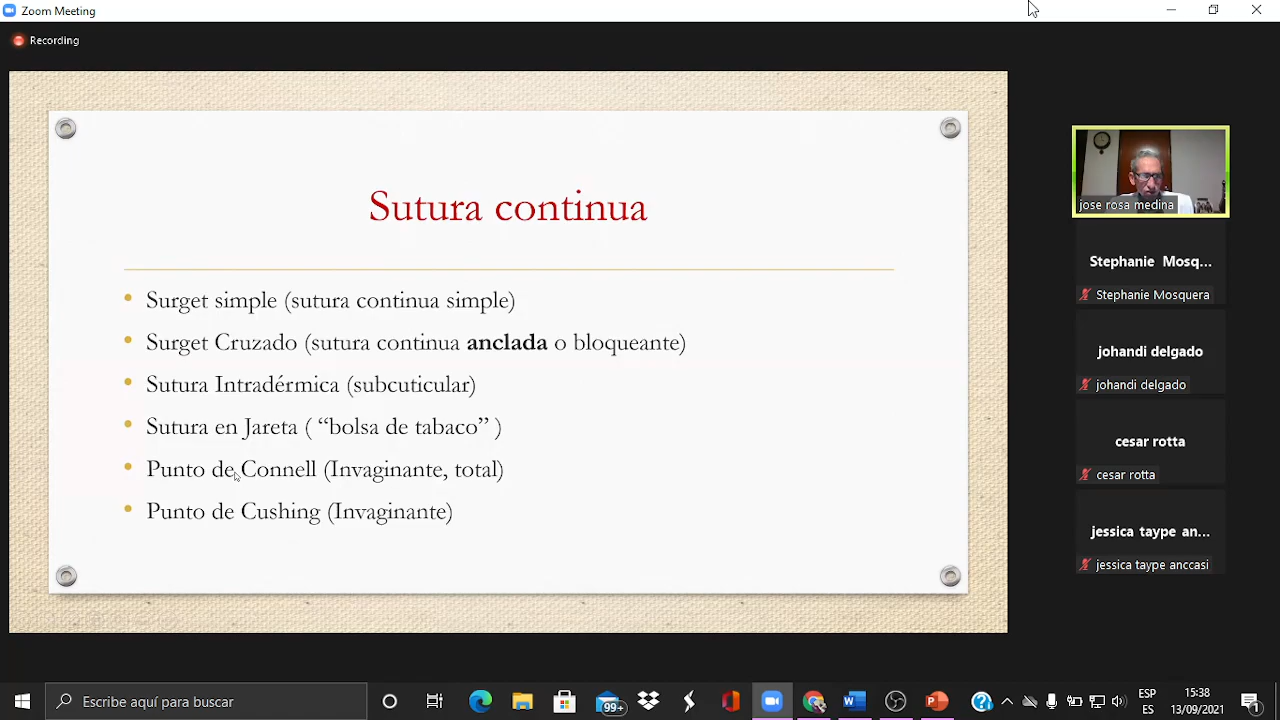 Zoom Meeting
Recording
Sutura continua
Surget simple (sutura continua simple)
Surget Cruzado (sutura continua anclada o bloqueante)
Sutura Intradérmica (subcuticular)
Sutura en Jareta ( “bolsa de tabaco” )
Punto de Connell (Invaginante, total)
Punto de Cushing (Invaginante)
jose rosa medina
Stephanie Mosq...
Stephanie Mosquera
johandi delgado
johandi delgado
cesar rotta
cesar rotta
jessica taype an...
jessica taype anccasi
Escribe aquí para buscar
99+
ESP
ES
15:38
13/09/2021
1